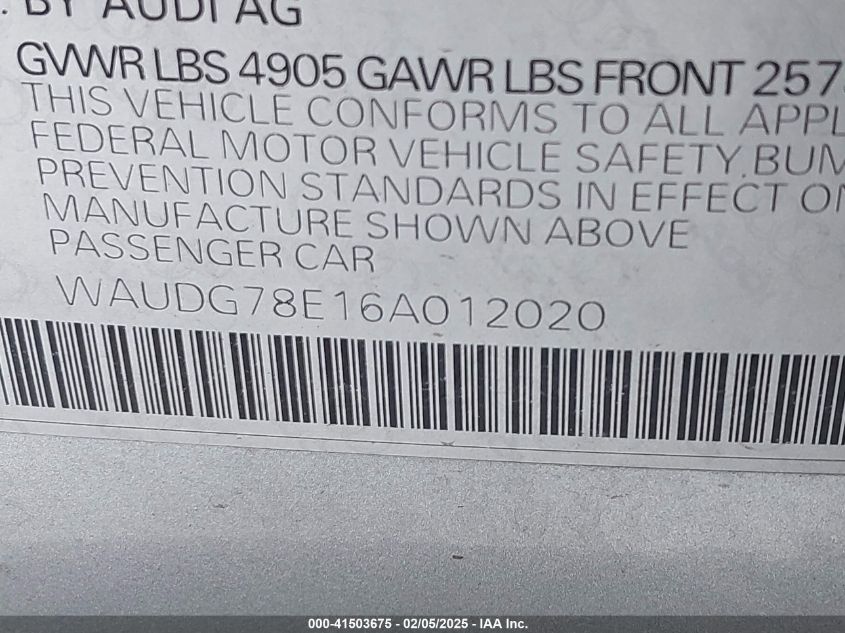 . BY AUDI AG
GVWR LBS 4905 GAWR LBS FRONT 257
THIS VEHICLE CONFORMS TO ALL APPL
FEDERAL MOTOR VEHICLE SAFETY, BUM
PREVENTION STANDARDS IN EFFECT ON
MANUFACTURE SHOWN ABOVE
PASSENGER CAR
WAUDG78E16A012020
000-41503675 - 02/05/2025 - IAA Inc.